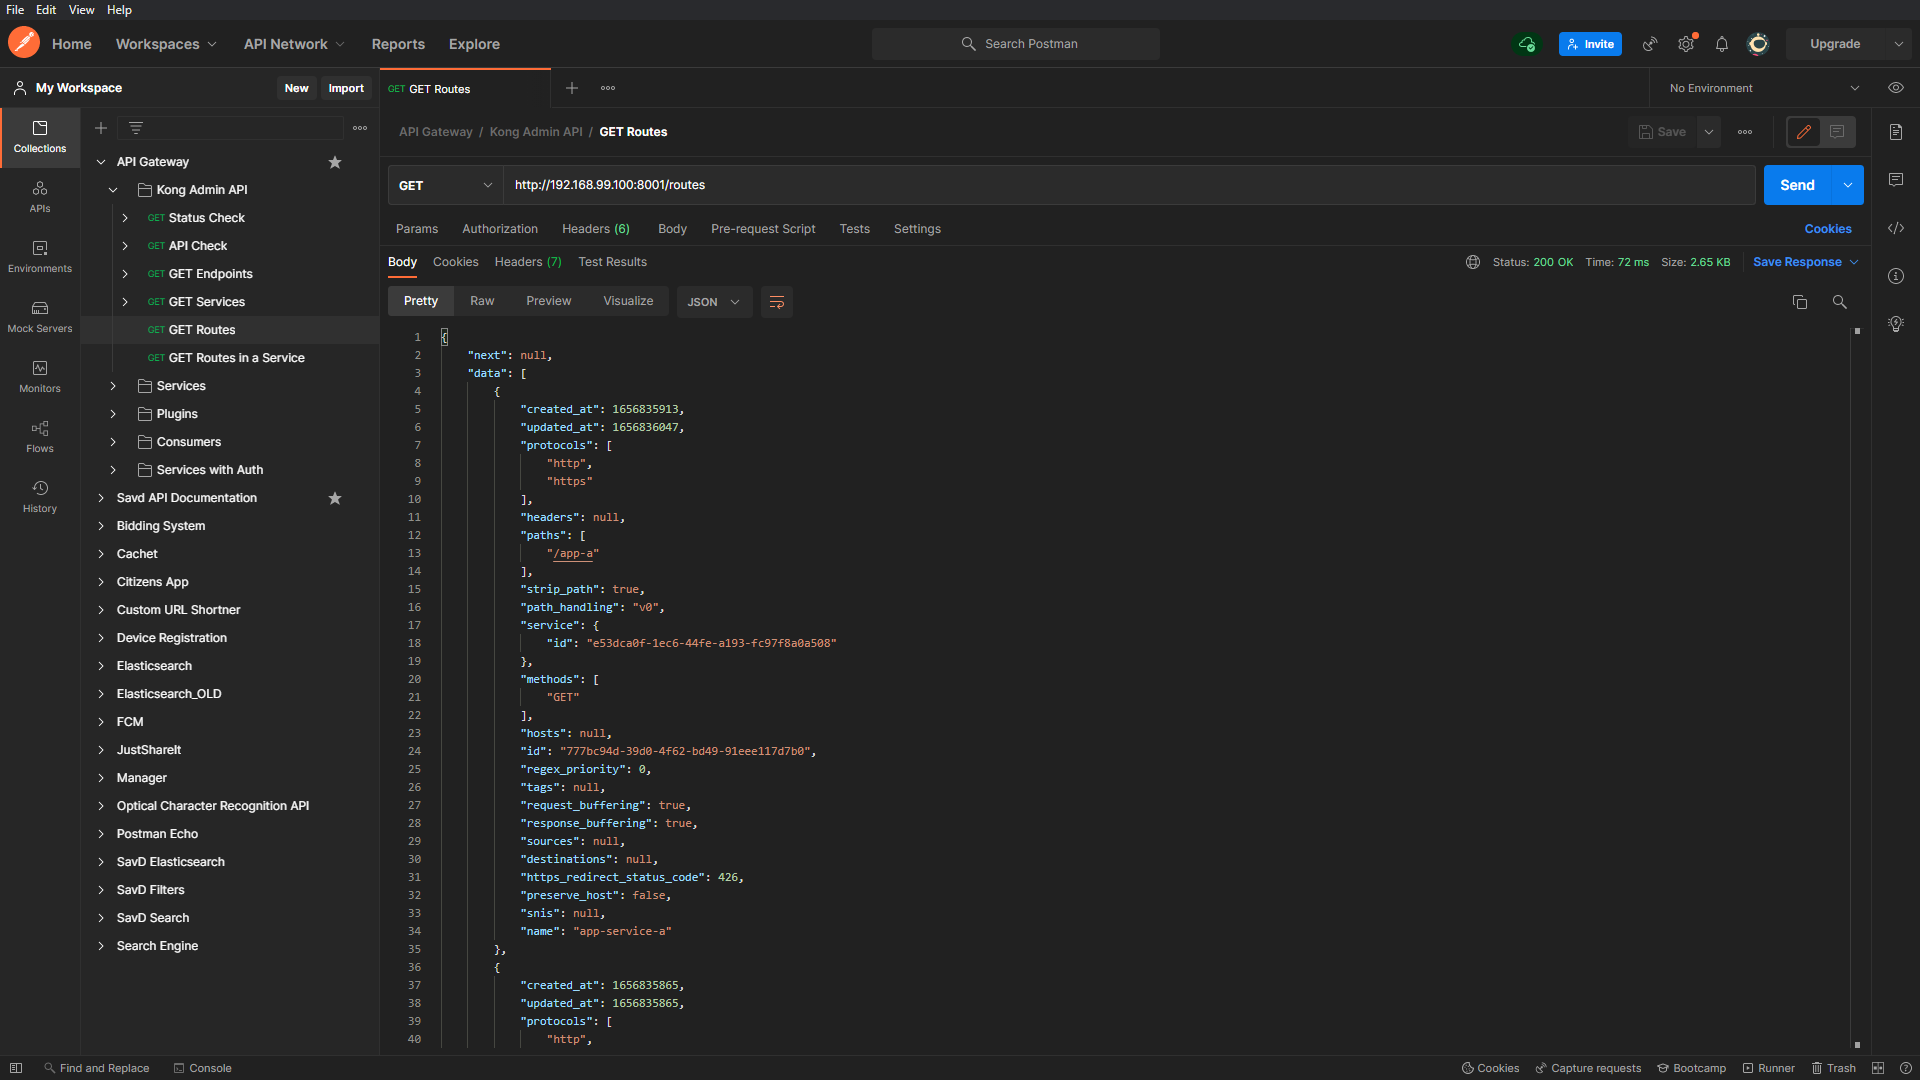 File Edit View Help
Home Workspaces API Network Reports Explore Search Postman Invite Upgrade
My Workspace New Import GET GET Routes No Environment
API Gateway / Kong Admin API / GET Routes Save
GET http://192.168.99.100:8001/routes Send
Params Authorization Headers (6) Body Pre-request Script Tests Settings Cookies
Body Cookies Headers (7) Test Results Status: 200 OK Time: 72 ms Size: 2.65 KB Save Response
Pretty Raw Preview Visualize JSON
Collections
APIs
Environments
Mock Servers
Monitors
Flows
History
API Gateway
Kong Admin API
GET Status Check
GET API Check
GET GET Endpoints
GET GET Services
GET GET Routes
GET GET Routes in a Service
Services
Plugins
Consumers
Services with Auth
Savd API Documentation
Bidding System
Cachet
Citizens App
Custom URL Shortner
Device Registration
Elasticsearch
Elasticsearch_OLD
FCM
JustShareIt
Manager
Optical Character Recognition API
Postman Echo
SavD Elasticsearch
SavD Filters
SavD Search
Search Engine
1 {
2 "next": null,
3 "data": [
4 {
5 "created_at": 1656835913,
6 "updated_at": 1656836047,
7 "protocols": [
8 "http",
9 "https"
10 ],
11 "headers": null,
12 "paths": [
13 "/app-a"
14 ],
15 "strip_path": true,
16 "path_handling": "v0",
17 "service": {
18 "id": "e53dca0f-1ec6-44fe-a193-fc97f8a0a508"
19 },
20 "methods": [
21 "GET"
22 ],
23 "hosts": null,
24 "id": "777bc94d-39d0-4f62-bd49-91eee117d7b0",
25 "regex_priority": 0,
26 "tags": null,
27 "request_buffering": true,
28 "response_buffering": true,
29 "sources": null,
30 "destinations": null,
31 "https_redirect_status_code": 426,
32 "preserve_host": false,
33 "snis": null,
34 "name": "app-service-a"
35 },
36 {
37 "created_at": 1656835865,
38 "updated_at": 1656835865,
39 "protocols": [
40 "http",
Find and Replace Console Cookies Capture requests Bootcamp Runner Trash